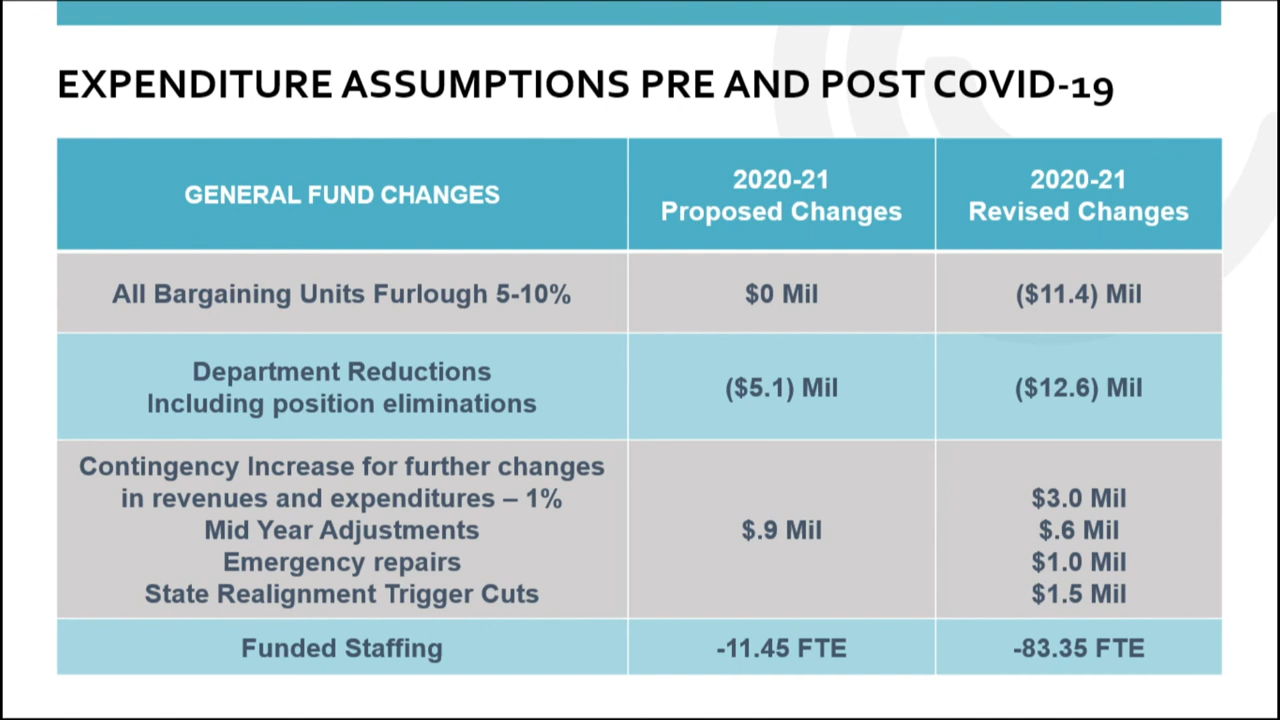 EXPENDITURE ASSUMPTIONS PRE AND POST COVID-19
GENERAL FUND CHANGES
2020-21
Proposed Changes
2020-21
Revised Changes
All Bargaining Units Furlough 5-10%
$0 Mil
($11.4) Mil
Department Reductions
Including position eliminations
($5.1) Mil
($12.6) Mil
Contingency Increase for further changes
in revenues and expenditures – 1%
Mid Year Adjustments
Emergency repairs
State Realignment Trigger Cuts
$.9 Mil
$3.0 Mil
$.6 Mil
$1.0 Mil
$1.5 Mil
Funded Staffing
-11.45 FTE
-83.35 FTE